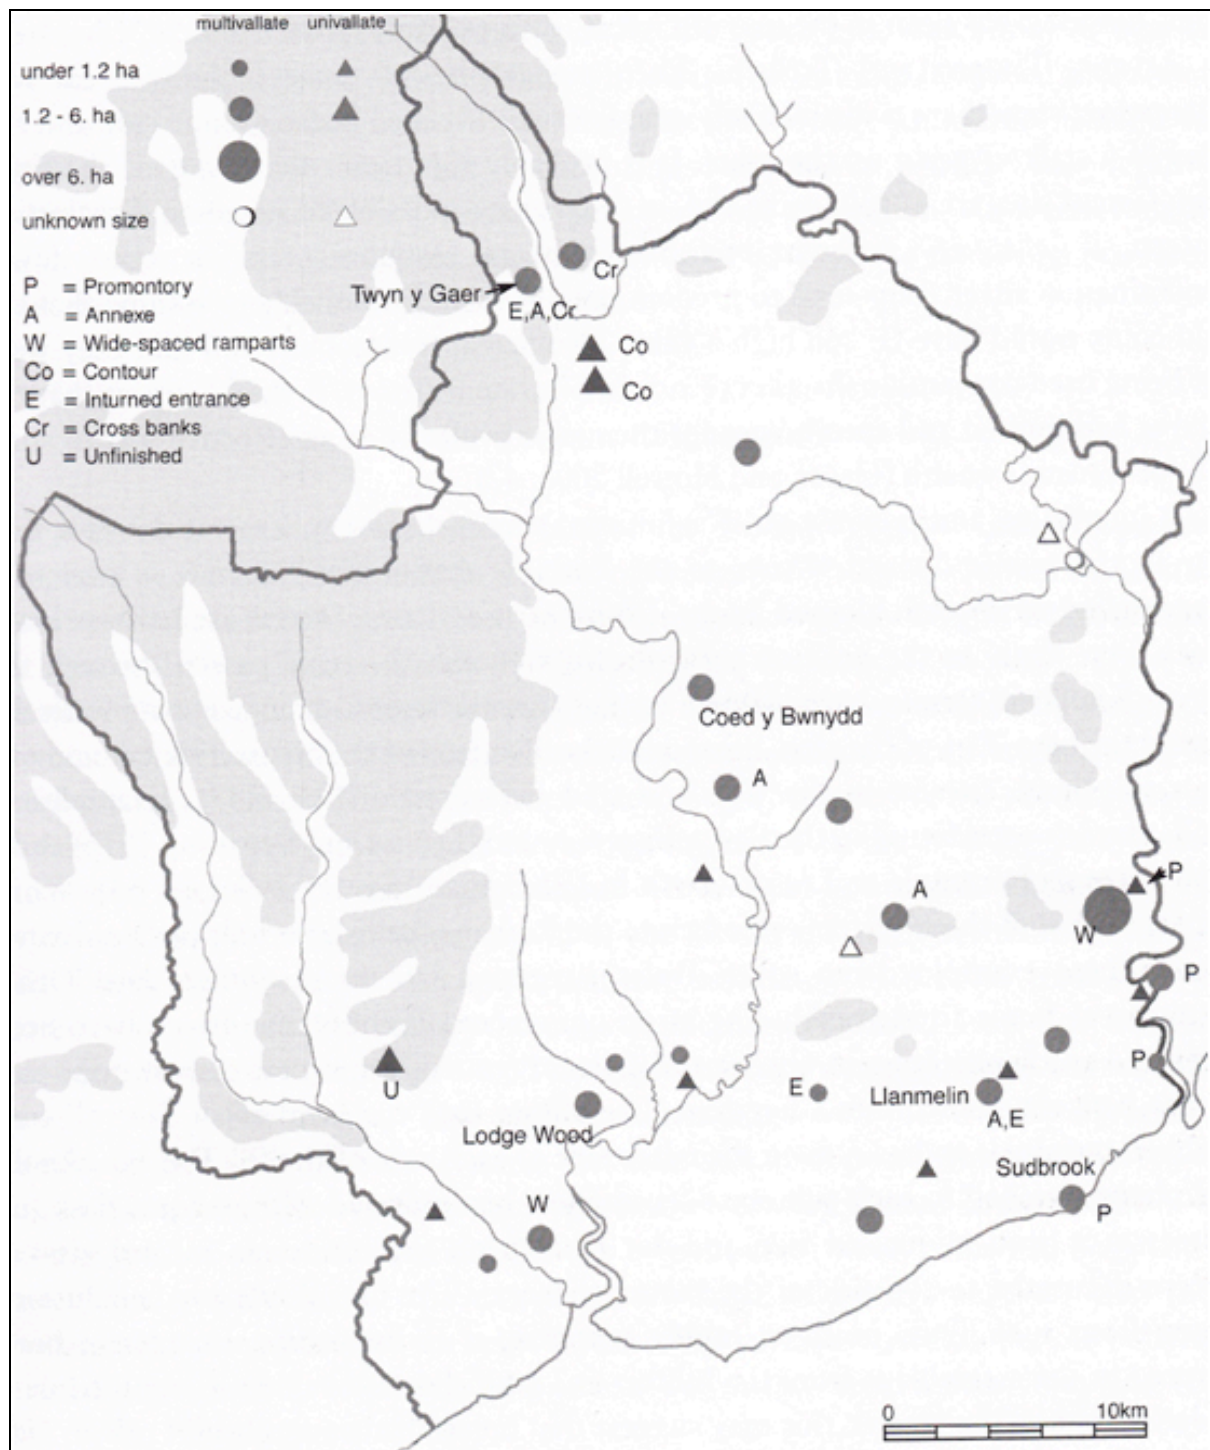 multivallate univallate
under 1.2 ha
1.2 - 6. ha
over 6. ha
unknown size
P = Promontory
A = Annexe
W = Wide-spaced ramparts
Co = Contour
E = Inturned entrance
Cr = Cross banks
U = Unfinished
Cr
Twyn y Gaer
E,A,Cr
Co
Co
Coed y Bwnydd
A
P
A
W
P
P
U
E
Llanmelin
A,E
Lodge Wood
Sudbrook
W
P
0 10km